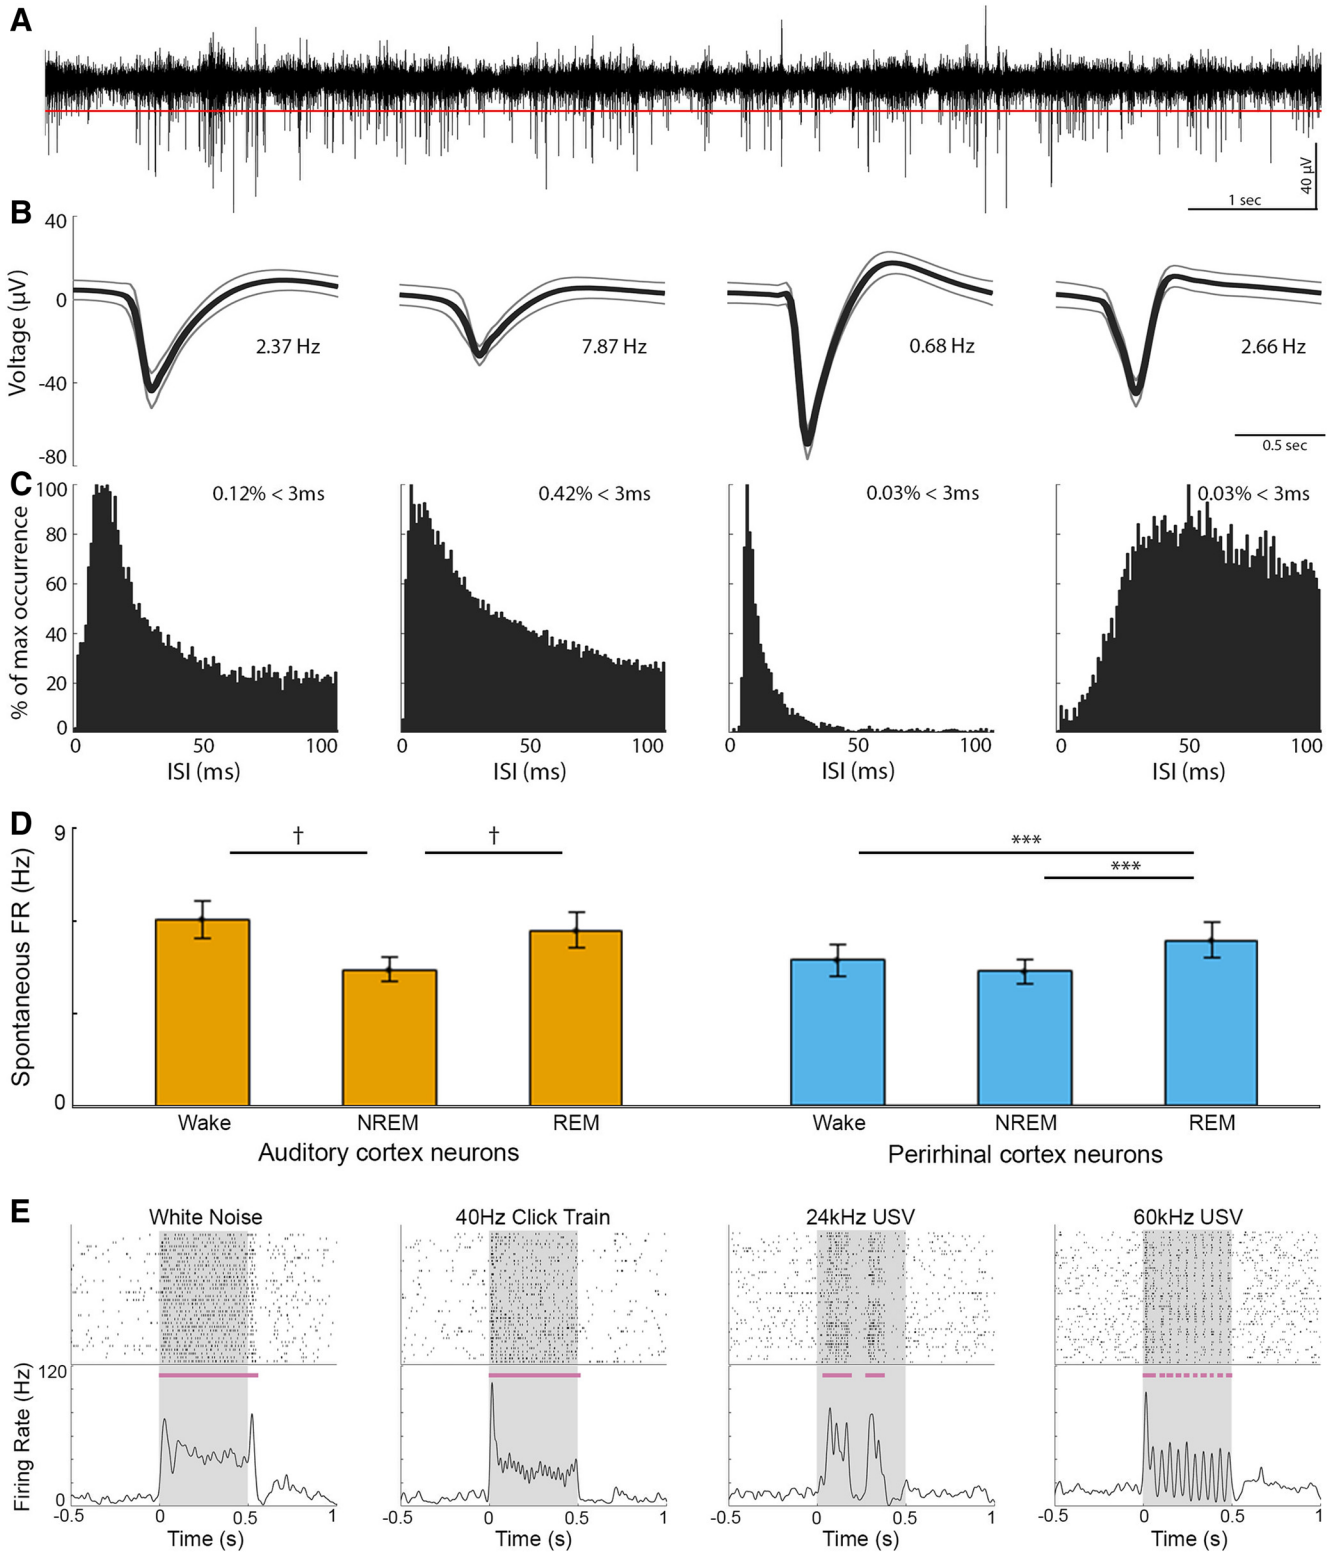 A
40 μV
1 sec
B
40
0
-40
-80
Voltage (μV)
2.37 Hz
7.87 Hz
0.68 Hz
2.66 Hz
0.5 sec
C
100
80
60
40
20
0
% of max occurrence
0.12% < 3ms
0.42% < 3ms
0.03% < 3ms
0.03% < 3ms
0 50 100
0 50 100
0 50 100
0 50 100
ISI (ms)
ISI (ms)
ISI (ms)
ISI (ms)
D
9
0
Spontaneous FR (Hz)
†
†
***
***
Wake NREM REM
Wake NREM REM
Auditory cortex neurons
Perirhinal cortex neurons
E
White Noise
40Hz Click Train
24kHz USV
60kHz USV
120
0
Firing Rate (Hz)
-0.5 0 0.5 1
-0.5 0 0.5 1
-0.5 0 0.5 1
-0.5 0 0.5 1
Time (s)
Time (s)
Time (s)
Time (s)